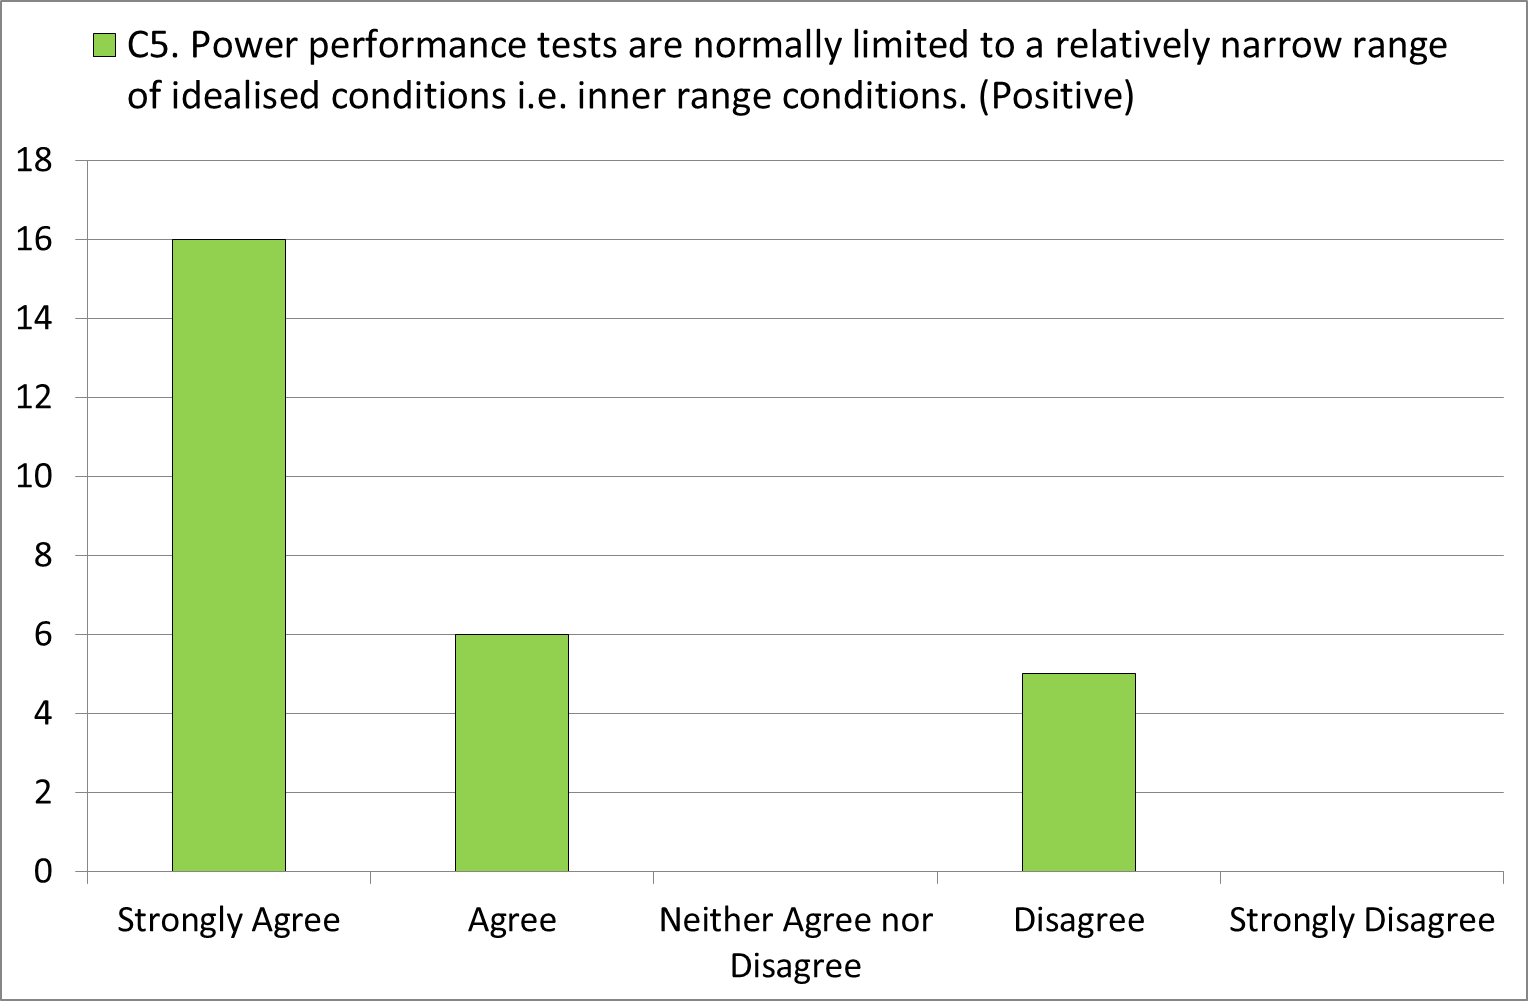 C5. Power performance tests are normally limited to a relatively narrow range
of idealised conditions i.e. inner range conditions. (Positive)
18
16
14
12
10
8
6
4
2
0
Strongly Agree
Agree
Neither Agree nor
Disagree
Disagree
Strongly Disagree